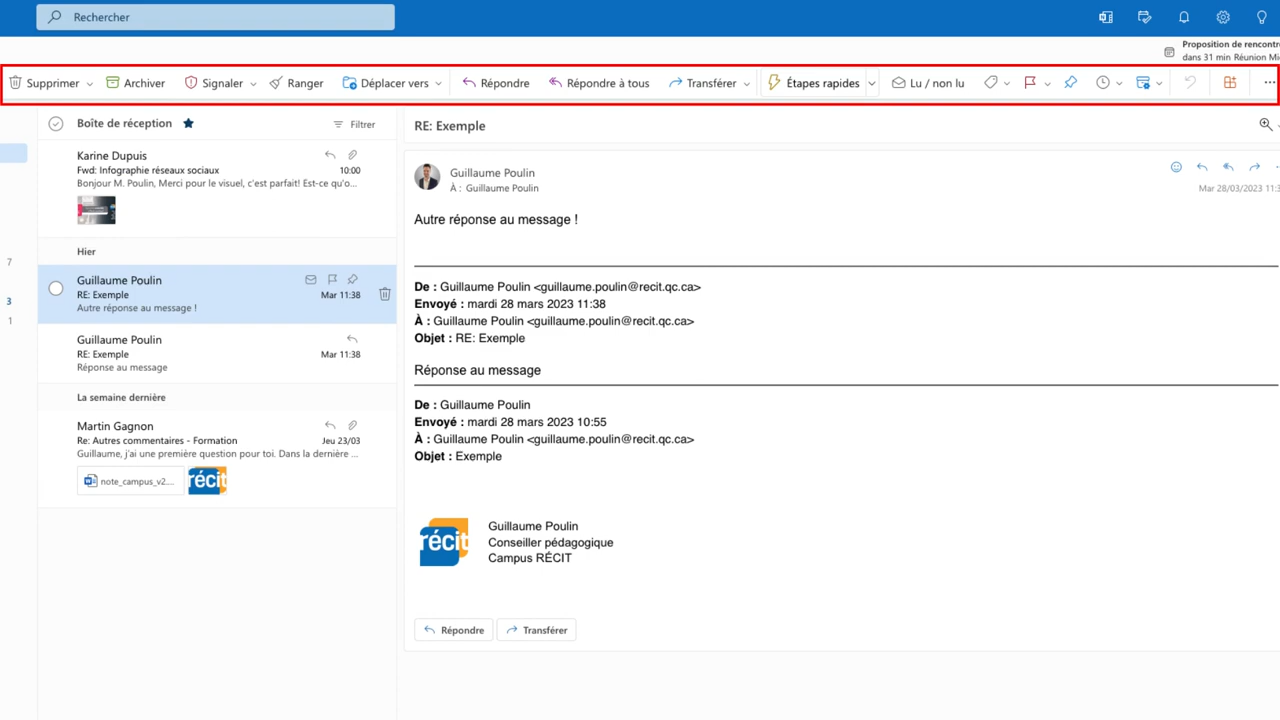 Rechercher
Proposition de rencontre
dans 31 min Réunion Mi
Supprimer Archiver Signaler Ranger Déplacer vers Répondre Répondre à tous Transférer Étapes rapides Lu / non lu
Boîte de réception Filtrer
Karine Dupuis
Fwd: Infographie réseaux sociaux 10:00
Bonjour M. Poulin, Merci pour le visuel, c'est parfait! Est-ce qu'o...
Hier
7
Guillaume Poulin
RE: Exemple Mar 11:38
Autre réponse au message !
3
1
Guillaume Poulin
RE: Exemple Mar 11:38
Réponse au message
La semaine dernière
Martin Gagnon
Re: Autres commentaires - Formation Jeu 23/03
Guillaume, j'ai une première question pour toi. Dans la dernière ...
note_campus_v2.... récit
RE: Exemple
Guillaume Poulin
À : Guillaume Poulin
Mar 28/03/2023 11:3
Autre réponse au message !
De : Guillaume Poulin <guillaume.poulin@recit.qc.ca>
Envoyé : mardi 28 mars 2023 11:38
À : Guillaume Poulin <guillaume.poulin@recit.qc.ca>
Objet : RE: Exemple
Réponse au message
De : Guillaume Poulin
Envoyé : mardi 28 mars 2023 10:55
À : Guillaume Poulin <guillaume.poulin@recit.qc.ca>
Objet : Exemple
récit
Guillaume Poulin
Conseiller pédagogique
Campus RÉCIT
Répondre Transférer